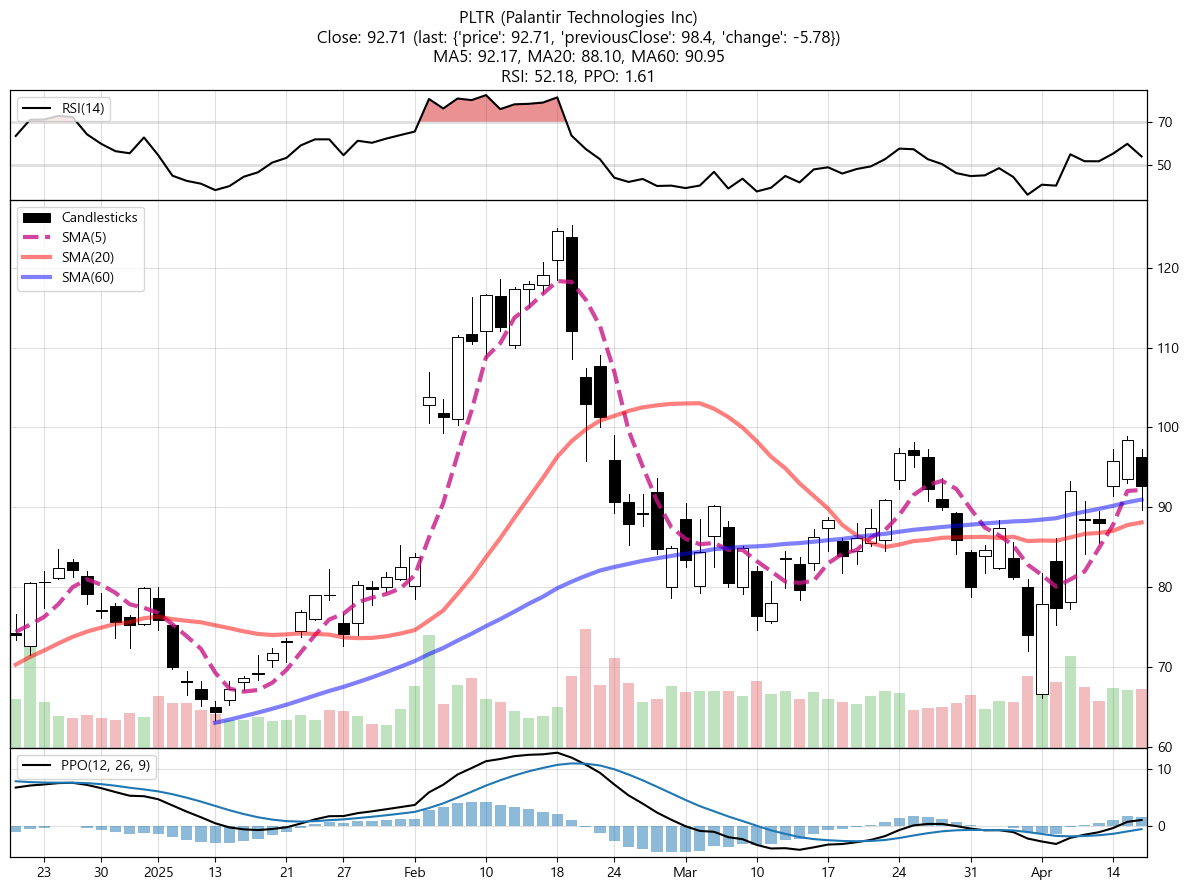 PLTR (Palantir Technologies Inc)
Close: 92.71 (last: {'price': 92.71, 'previousClose': 98.4, 'change': -5.78})
MA5: 92.17, MA20: 88.10, MA60: 90.95
RSI: 52.18, PPO: 1.61
RSI(14)
70
50
Candlesticks
SMA(5)
SMA(20)
SMA(60)
120
110
100
90
80
70
60
PPO(12, 26, 9)
10
0
23 30 2025 13 21 27 Feb 10 18 24 Mar 10 17 24 31 Apr 14